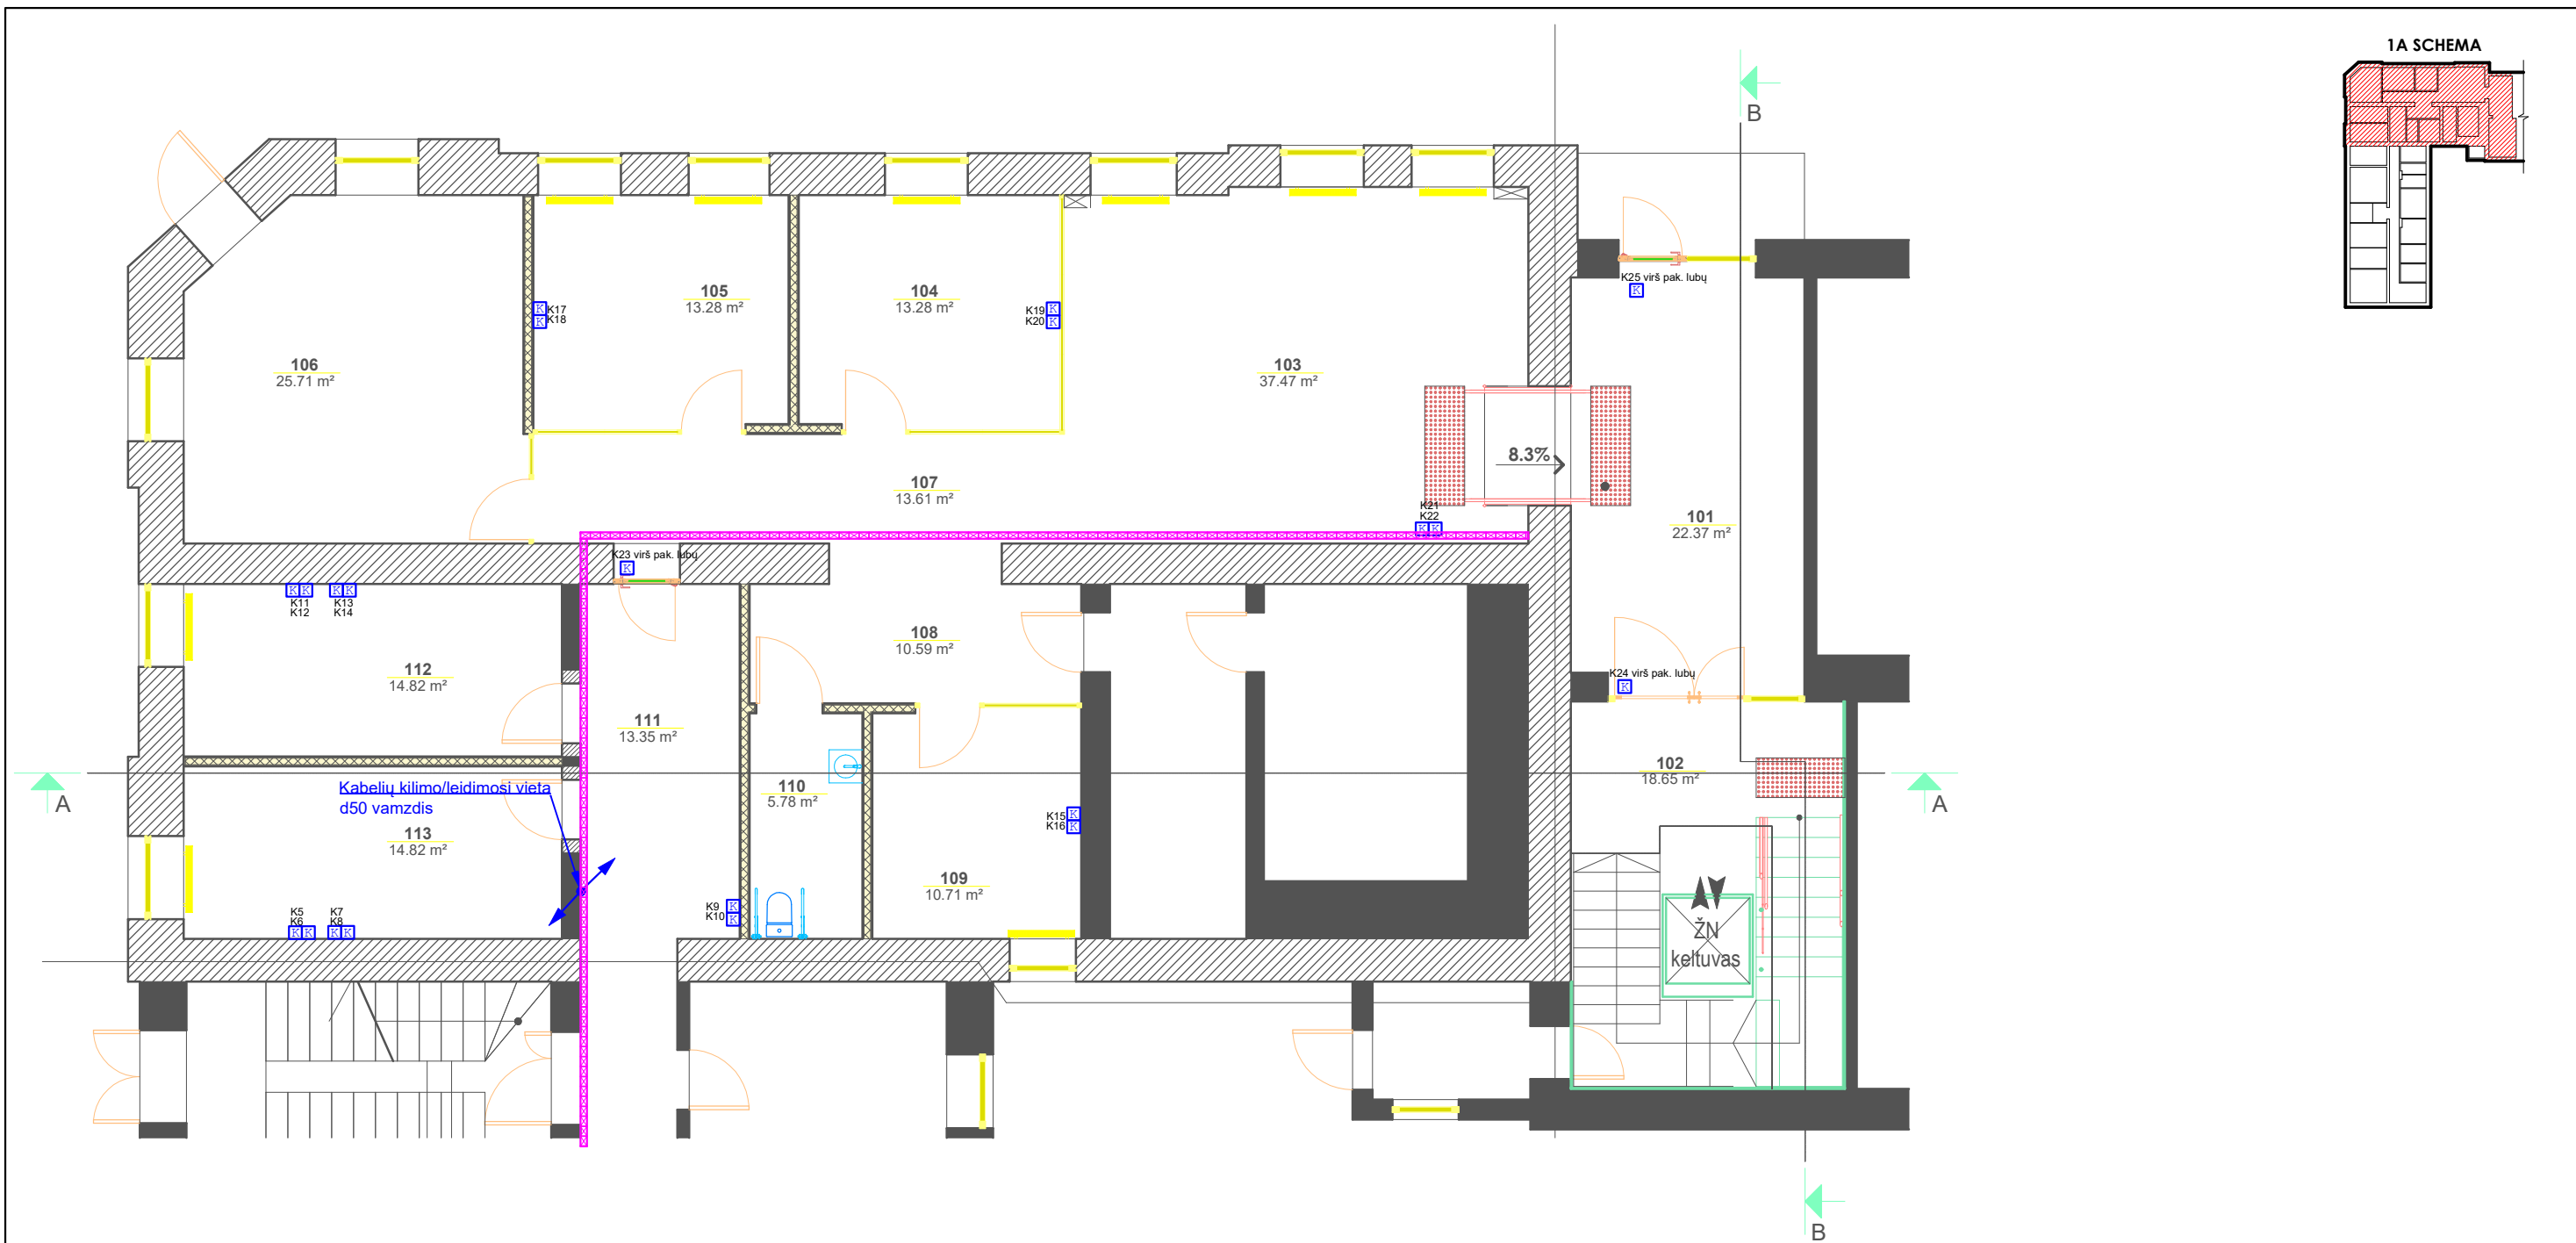 1A SCHEMA
B
K25 virš pak. lubų
K
105
13.28 m²
104
13.28 m²
K K17
K K18
K19 K
K20 K
106
25.71 m²
103
37.47 m²
8.3%
107
13.61 m²
K21
K22
K K
101
22.37 m²
K23 virš pak. lubų
K
K K
K11
K12
K K
K13
K14
108
10.59 m²
112
14.82 m²
K24 virš pak. lubų
K
111
13.35 m²
102
18.65 m²
Kabelių kilimo/leidimosi vieta
d50 vamzdis
110
5.78 m²
A
A
113
14.82 m²
K15 K
K16 K
109
10.71 m²
K5
K6
K K
K7
K8
K K
K9 K
K10 K
ŽN
keltuvas
B